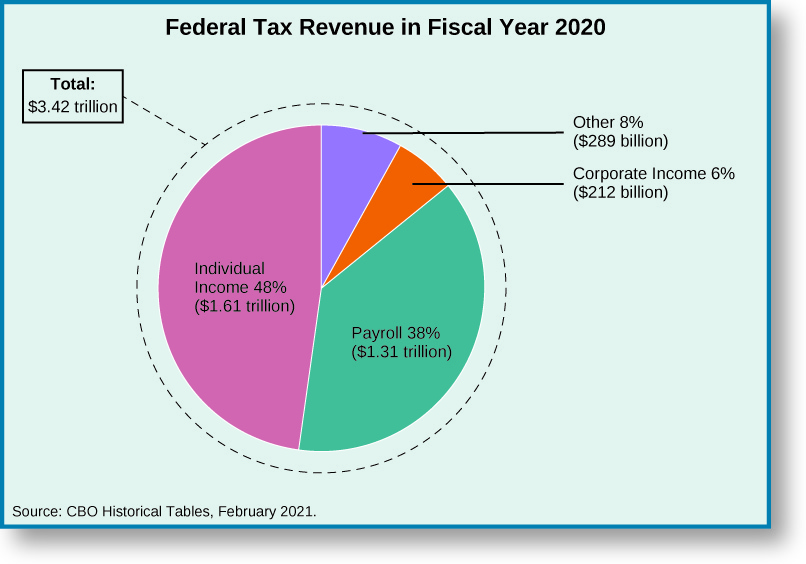 Federal Tax Revenue in Fiscal Year 2020
Total:
$3.42 trillion
Other 8%
($289 billion)
Corporate Income 6%
($212 billion)
Individual
Income 48%
($1.61 trillion)
Payroll 38%
($1.31 trillion)
Source: CBO Historical Tables, February 2021.